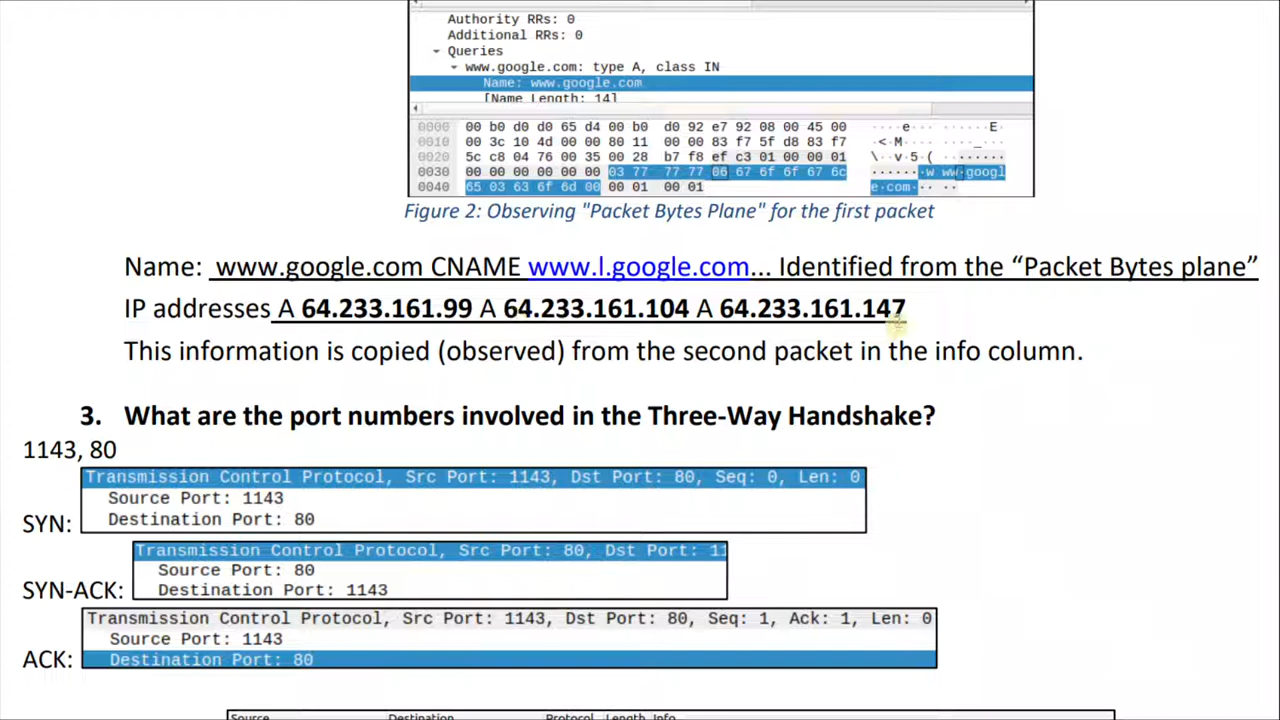 Authority RRs: 0
Additional RRs: 0
Queries
www.google.com: type A, class IN
Name: www.google.com
[Name Length: 14]
0000 00 b0 d0 d0 65 d4 00 b0 d0 92 e7 92 08 00 45 00 ····e··· ······E·
0010 00 3c 10 4d 00 00 80 11 00 00 83 f7 5f d8 83 f7 ·<·M···· ····_···
0020 5c c8 04 76 00 35 00 28 b7 f8 ef c3 01 00 00 01 \··v·5·( ········
0030 00 00 00 00 00 00 03 77 77 77 06 67 6f 6f 67 6c ·······w ww·googl
0040 65 03 63 6f 6d 00 00 01 00 01 e·com··· ··
Figure 2: Observing "Packet Bytes Plane" for the first packet
Name: www.google.com CNAME www.l.google.com... Identified from the “Packet Bytes plane”
IP addresses A 64.233.161.99 A 64.233.161.104 A 64.233.161.147
This information is copied (observed) from the second packet in the info column.
3. What are the port numbers involved in the Three-Way Handshake?
1143, 80
Transmission Control Protocol, Src Port: 1143, Dst Port: 80, Seq: 0, Len: 0
Source Port: 1143
Destination Port: 80
SYN:
Transmission Control Protocol, Src Port: 80, Dst Port: 11
Source Port: 80
Destination Port: 1143
SYN-ACK:
Transmission Control Protocol, Src Port: 1143, Dst Port: 80, Seq: 1, Ack: 1, Len: 0
Source Port: 1143
Destination Port: 80
ACK:
Source Destination Protocol Length Info